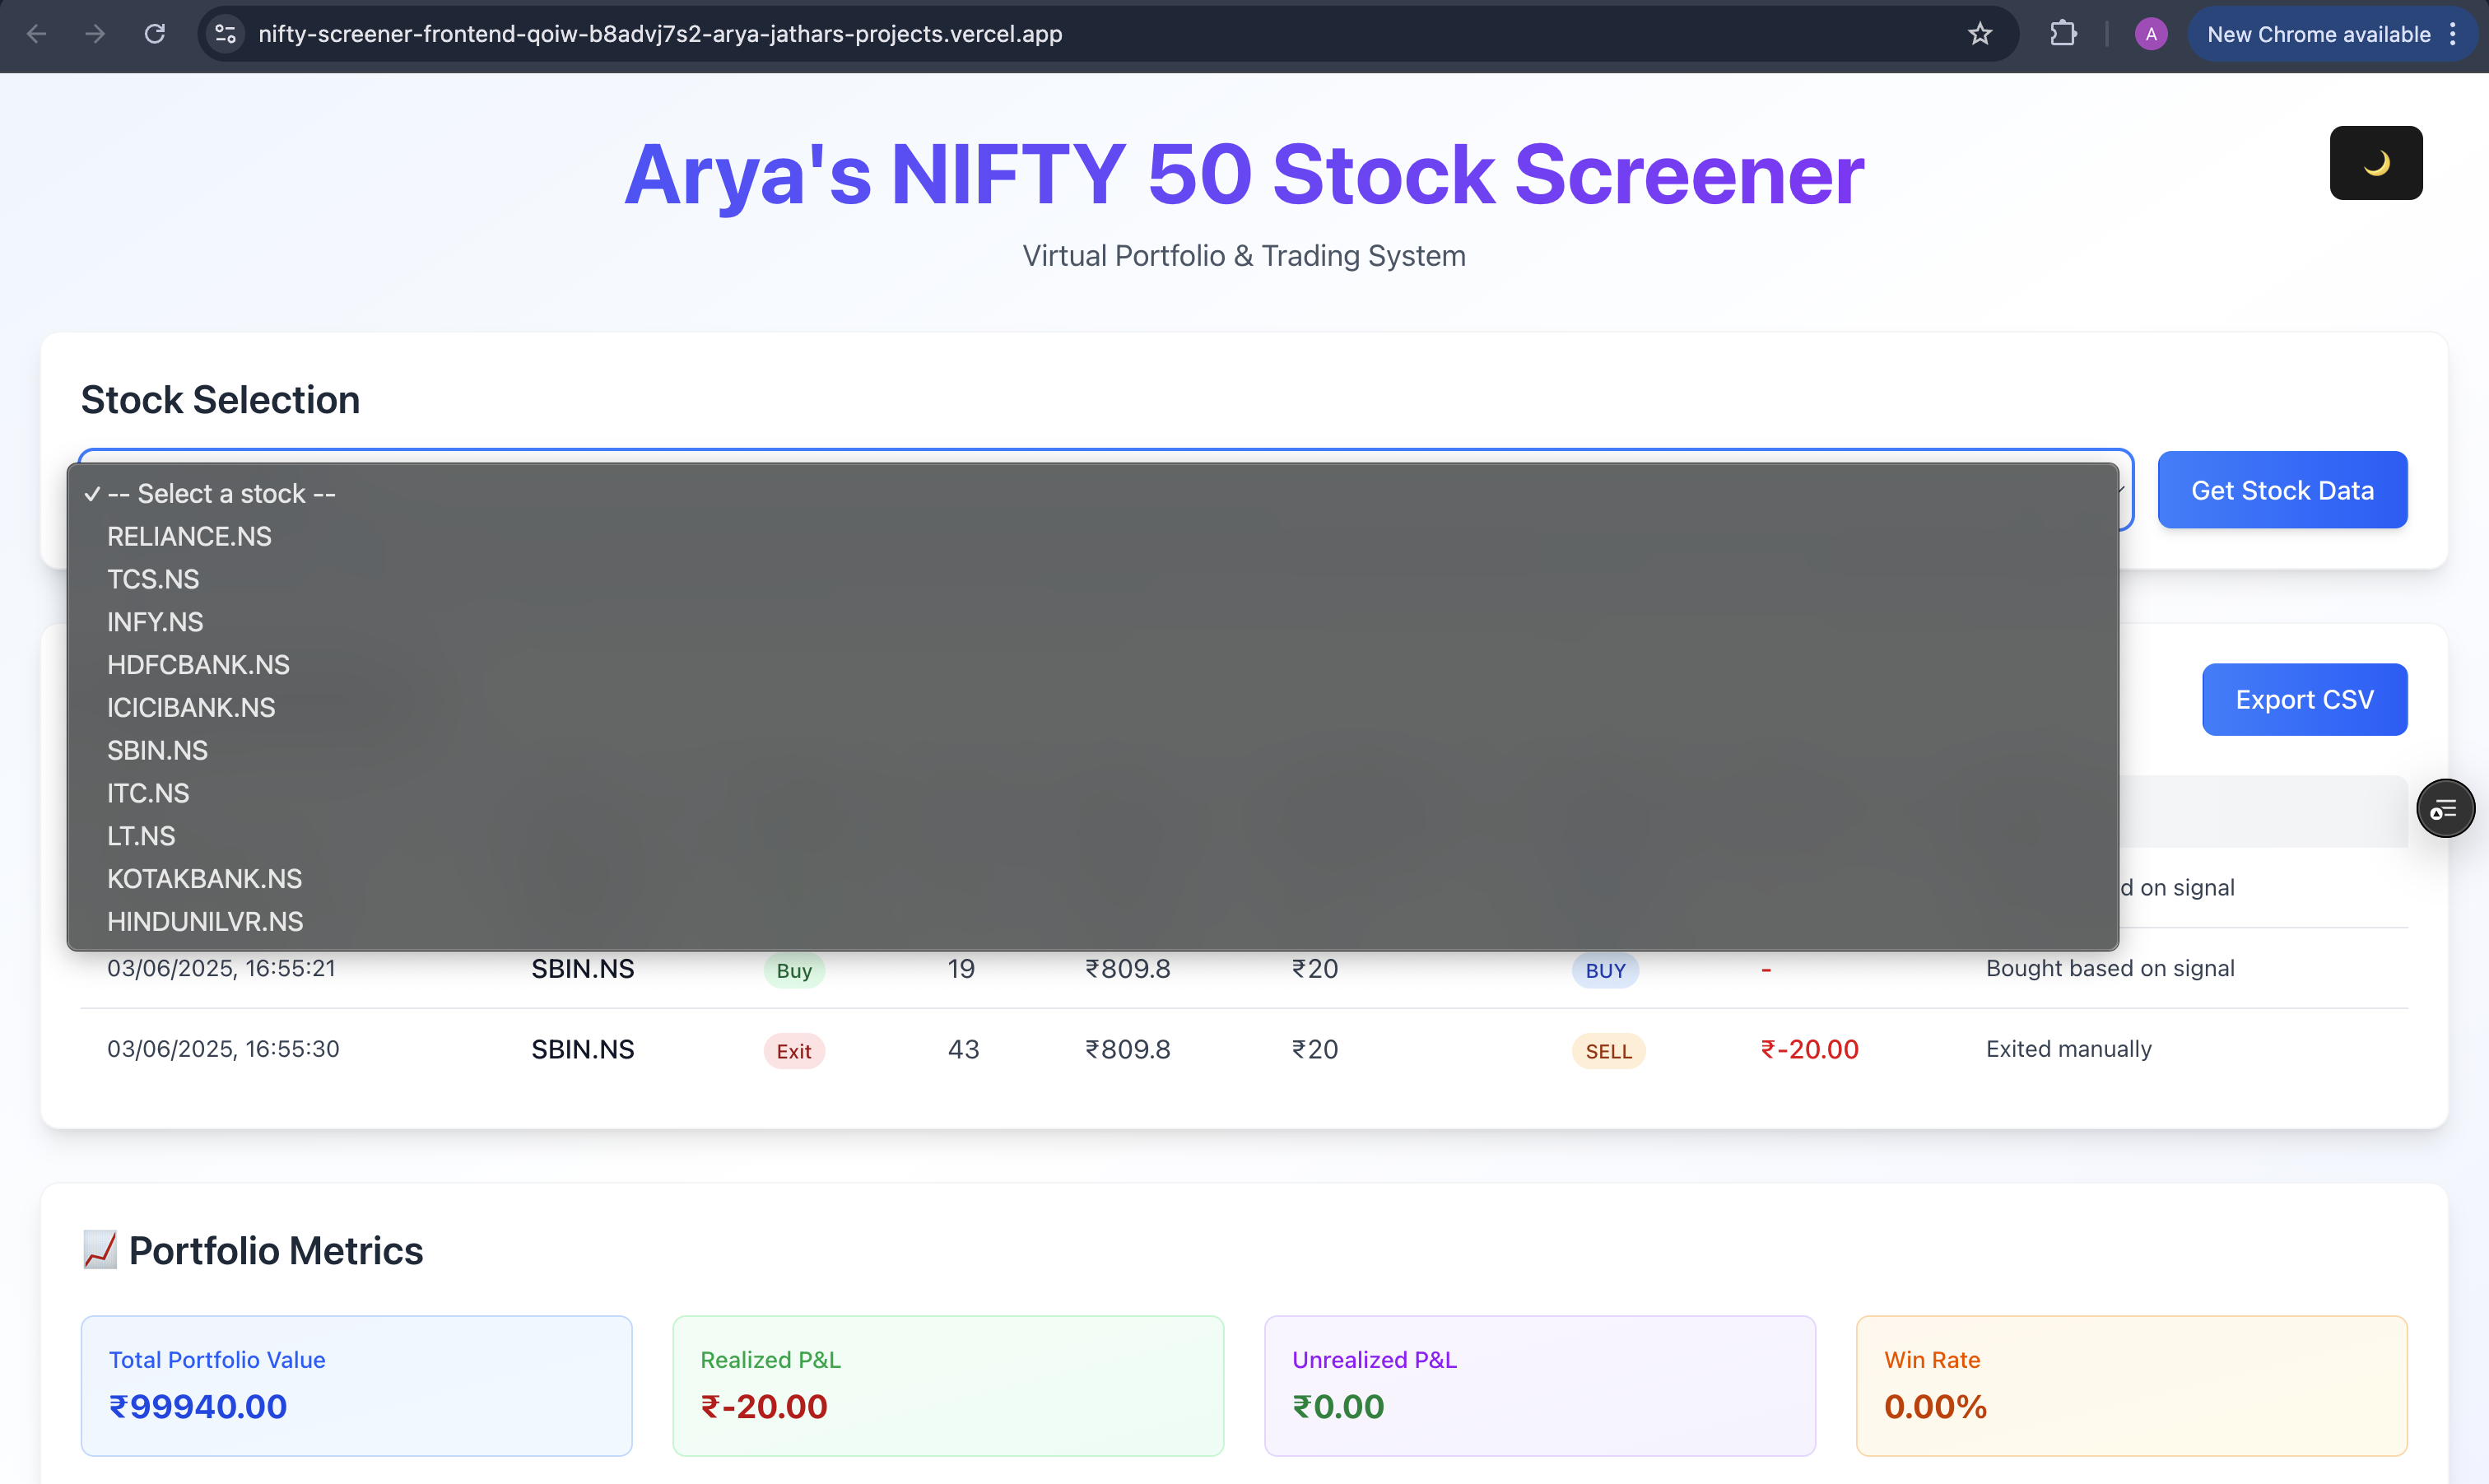 nifty-screener-frontend-qoiw-b8advj7s2-arya-jathars-projects.vercel.app
A
New Chrome available
Arya's NIFTY 50 Stock Screener
Virtual Portfolio & Trading System
Stock Selection
-- Select a stock --
Get Stock Data
RELIANCE.NS
TCS.NS
INFY.NS
HDFCBANK.NS
ICICIBANK.NS
Export CSV
SBIN.NS
ITC.NS
LT.NS
KOTAKBANK.NS
d on signal
HINDUNILVR.NS
03/06/2025, 16:55:21 SBIN.NS Buy 19 ₹809.8 ₹20 BUY - Bought based on signal
03/06/2025, 16:55:30 SBIN.NS Exit 43 ₹809.8 ₹20 SELL ₹-20.00 Exited manually
Portfolio Metrics
Total Portfolio Value
₹99940.00
Realized P&L
₹-20.00
Unrealized P&L
₹0.00
Win Rate
0.00%